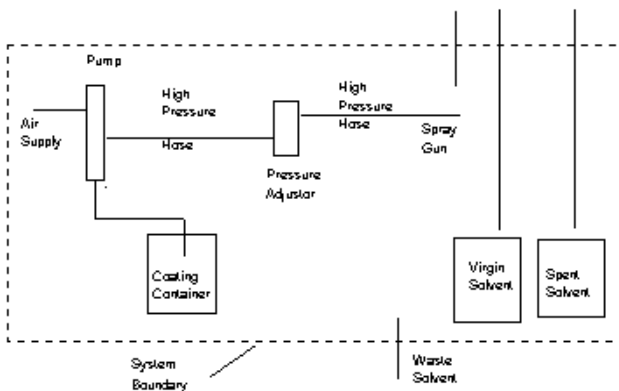 Pump
Air
Supply
High
Pressure
Hose
Pressure
Adjustor
High
Pressure
Hose
Spray
Gun
Coating
Container
Virgin
Solvent
Spent
Solvent
System
Boundary
Waste
Solvent